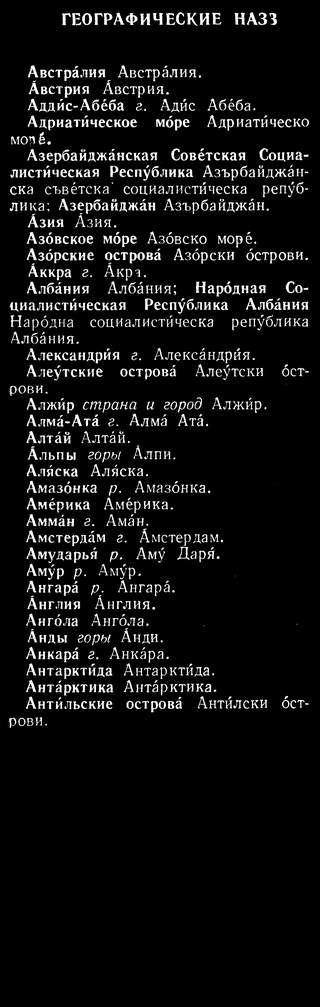 ГЕОГРАФИЧЕСКИЕ НАЗЗ
Австра́лия Австра́лия.
А́встрия А́встрия.
Адди́с-Абе́ба г. Ади́с Абе́ба.
Адриати́ческое мо́ре Адриати́ческо
море́.
Азербайджа́нская Сове́тская Социа-
листи́ческая Респу́блика Азърбайджа́н-
ска съве́тска социалисти́ческа репу́б-
лика; Азербайджа́н Азърбайджа́н.
А́зия А́зия.
Азо́вское мо́ре Азо́вско море́.
Азо́рские острова́ Азо́рски о́строви.
А́ккра г. А́кра.
Алба́ния Алба́ния; Наро́дная Со-
циалисти́ческая Респу́блика Алба́ния
Наро́дна социалисти́ческа репу́блика
Алба́ния.
Александри́я г. Алекса́ндри́я.
Алеу́тские острова́ Алеу́тски о́ст-
рови.
Алжи́р страна и город Алжи́р.
Алма́-Ата́ г. Алма́ Ата́.
Алта́й Алта́й.
А́льпы горы А́лпи.
Аля́ска Аля́ска.
Амазо́нка р. Амазо́нка.
Аме́рика Аме́рика.
Амма́н г. Ама́н.
Амстерда́м г. А́мстердам.
Амударья́ р. Аму́ Даря́.
Аму́р р. Аму́р.
Ангара́ р. Ангара́.
А́нглия А́нглия.
Анго́ла Анго́ла.
А́нды горы А́нди.
Анкара́ г. Анка́ра.
Антаркти́да Антаркти́да.
Анта́рктика Анта́рктика.
Анти́льские острова́ Анти́лски о́ст-
рови.